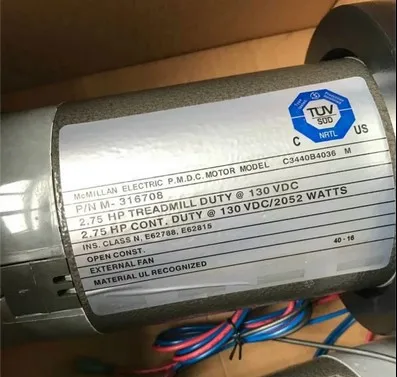 TÜV
SÜD
NRTL
C US
McMILLAN ELECTRIC P.M.D.C. MOTOR MODEL C3440B4036 M
P/N M- 316708
2.75 HP TREADMILL DUTY @ 130 VDC
2.75 HP CONT. DUTY @ 130 VDC/2052 WATTS
INS. CLASS N, E62788, E62815
OPEN CONST.
EXTERNAL FAN 40-16
MATERIAL UL RECOGNIZED